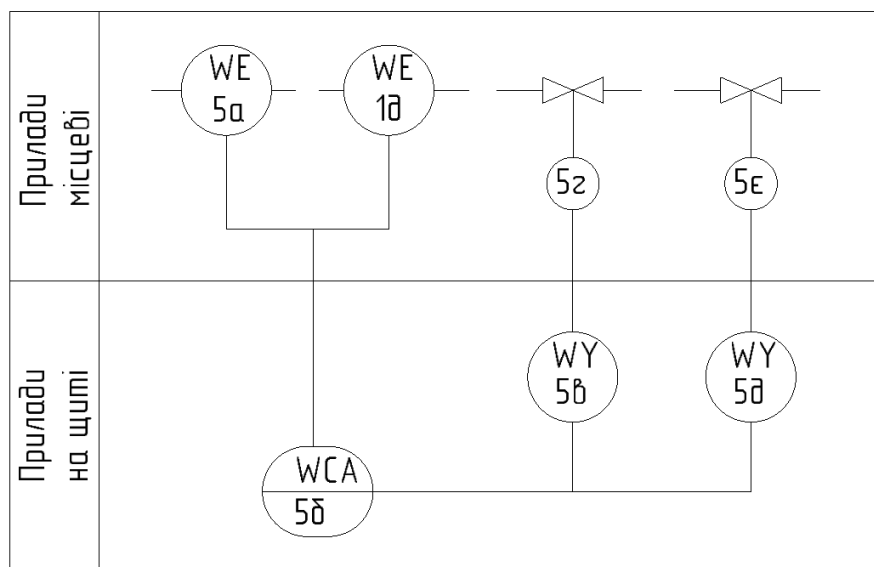 Прилади
місцеві
WE
5а
WE
1д
5г
5є
Прилади
на щиті
WY
5в
WY
5д
WCA
5б